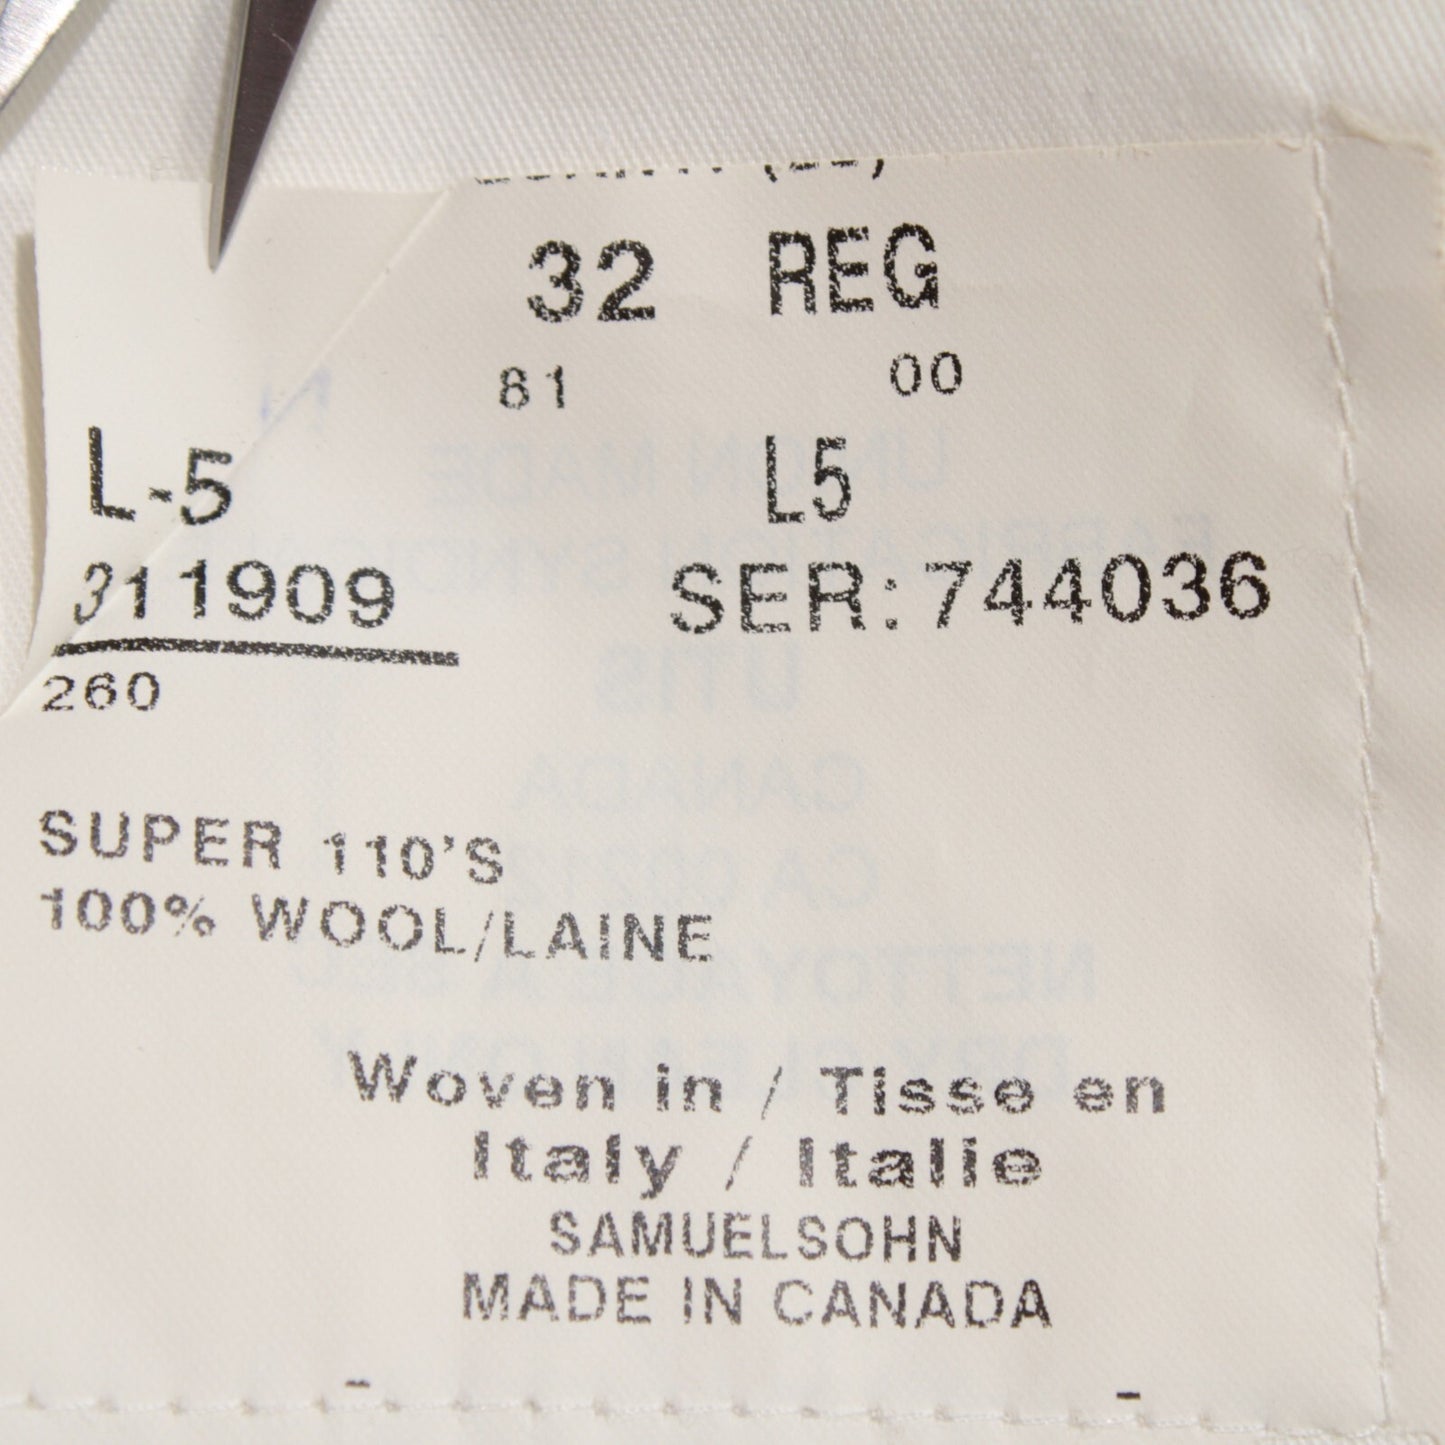 32 REG
81 00
L-5 L5
311909 SER:744036
260
SUPER 110'S
100% WOOL/LAINE
Woven in / Tisse en
Italy / Italie
SAMUELSOHN
MADE IN CANADA